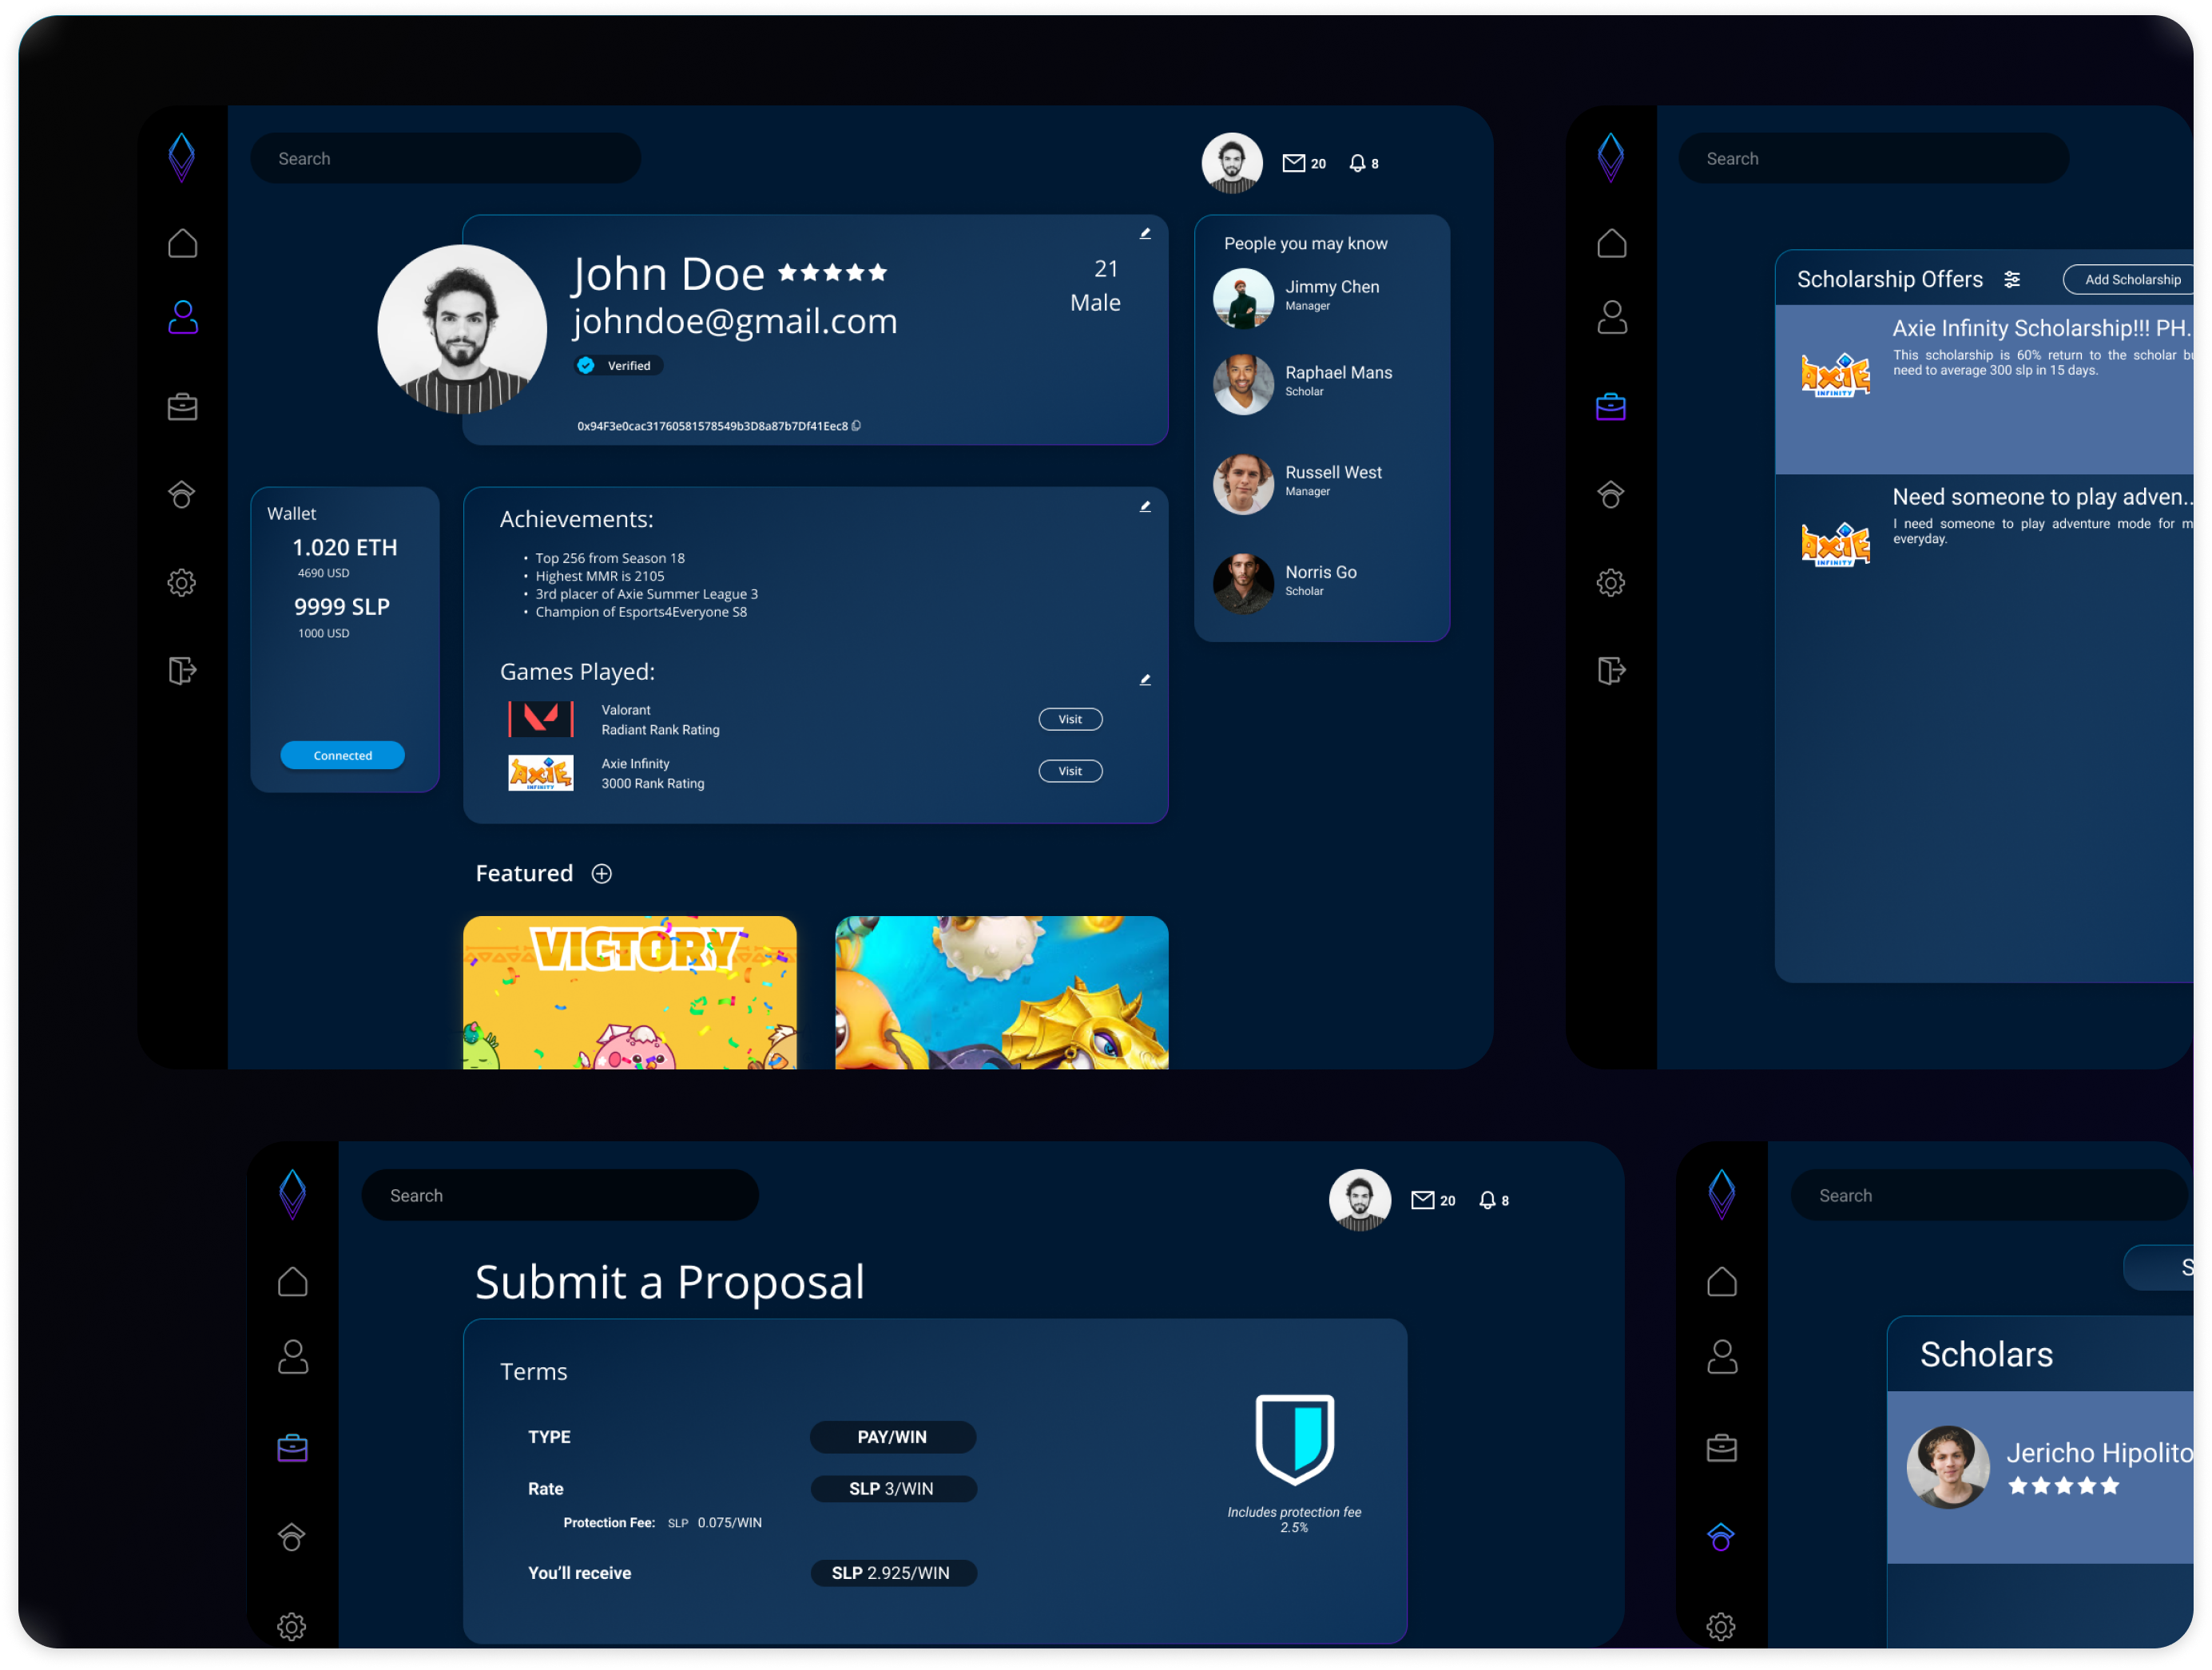 Search
20
8
John Doe
johndoe@gmail.com
Verified
0x94F3e0cac31760581578549b3D8a87b7Df41Eec8
21
Male
People you may know
Jimmy Chen
Manager
Raphael Mans
Scholar
Russell West
Manager
Norris Go
Scholar
Wallet
1.020 ETH
4690 USD
9999 SLP
1000 USD
Connected
Achievements:
• Top 256 from Season 18
• Highest MMR is 2105
• 3rd placer of Axie Summer League 3
• Champion of Esports4Everyone S8
Games Played:
Valorant
Radiant Rank Rating
Visit
AXIE
INFINITY
Axie Infinity
3000 Rank Rating
Visit
Featured
VICTORY
Search
Scholarship Offers
Add Scholarship
AXIE
INFINITY
Axie Infinity Scholarship!!! PH.
This scholarship is 60% return to the scholar
need to average 300 slp in 15 days.
AXIE
INFINITY
Need someone to play adven..
I need someone to play adventure mode for
everyday.
Search
20
8
Submit a Proposal
Terms
TYPE
PAY/WIN
Rate
SLP 3/WIN
Protection Fee: SLP 0.075/WIN
You'll receive
SLP 2.925/WIN
Includes protection fee
2.5%
Search
Scholars
Jericho Hipolito